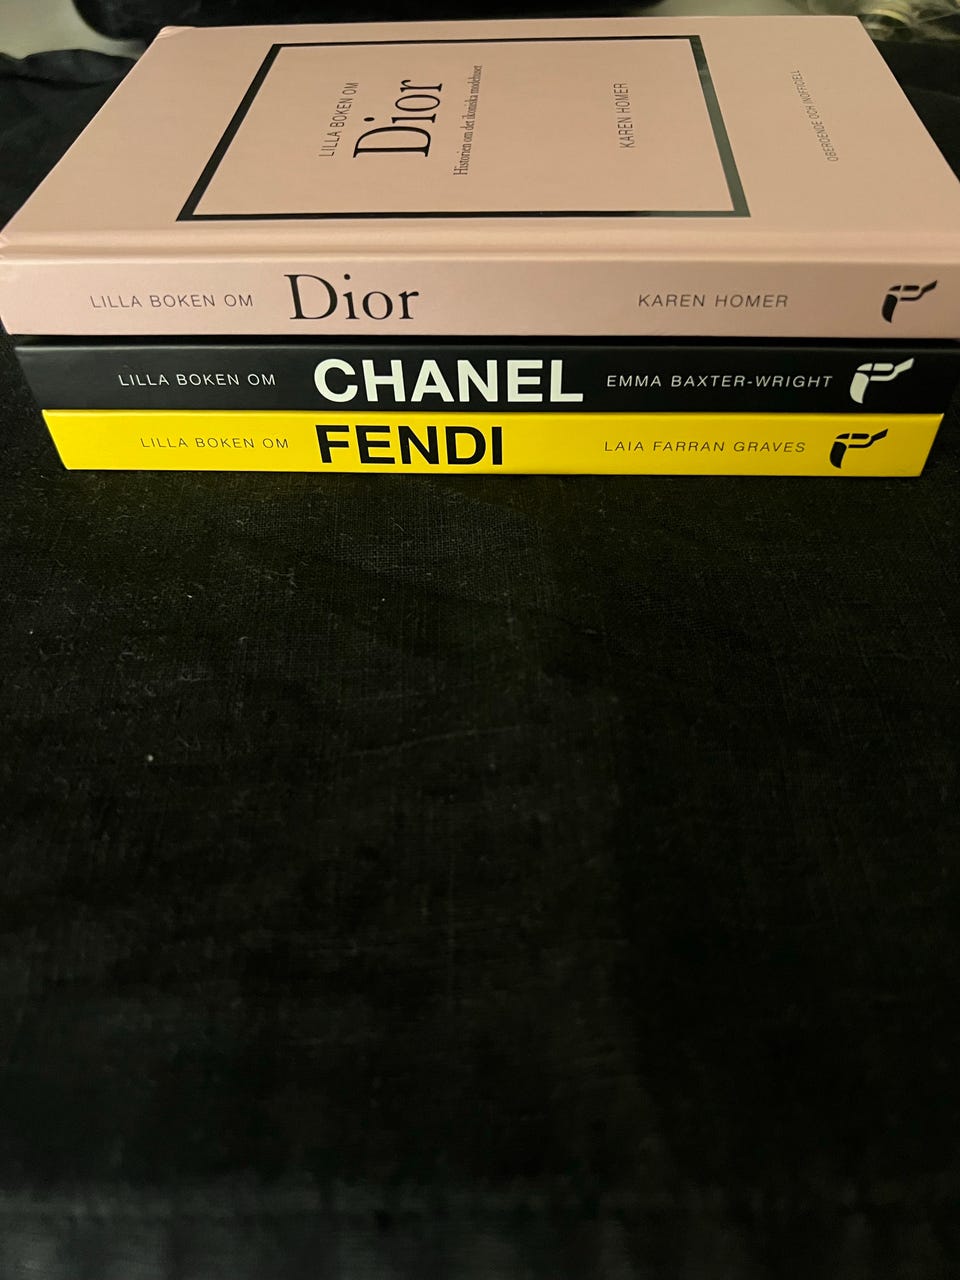 LILLA BOKEN OM
Dior
Historien om det ikoniska modehuset
KAREN HOMER
OBEROENDE OCH INOFFICIELL
LILLA BOKEN OM Dior KAREN HOMER
LILLA BOKEN OM CHANEL EMMA BAXTER-WRIGHT
LILLA BOKEN OM FENDI LAIA FARRAN GRAVES